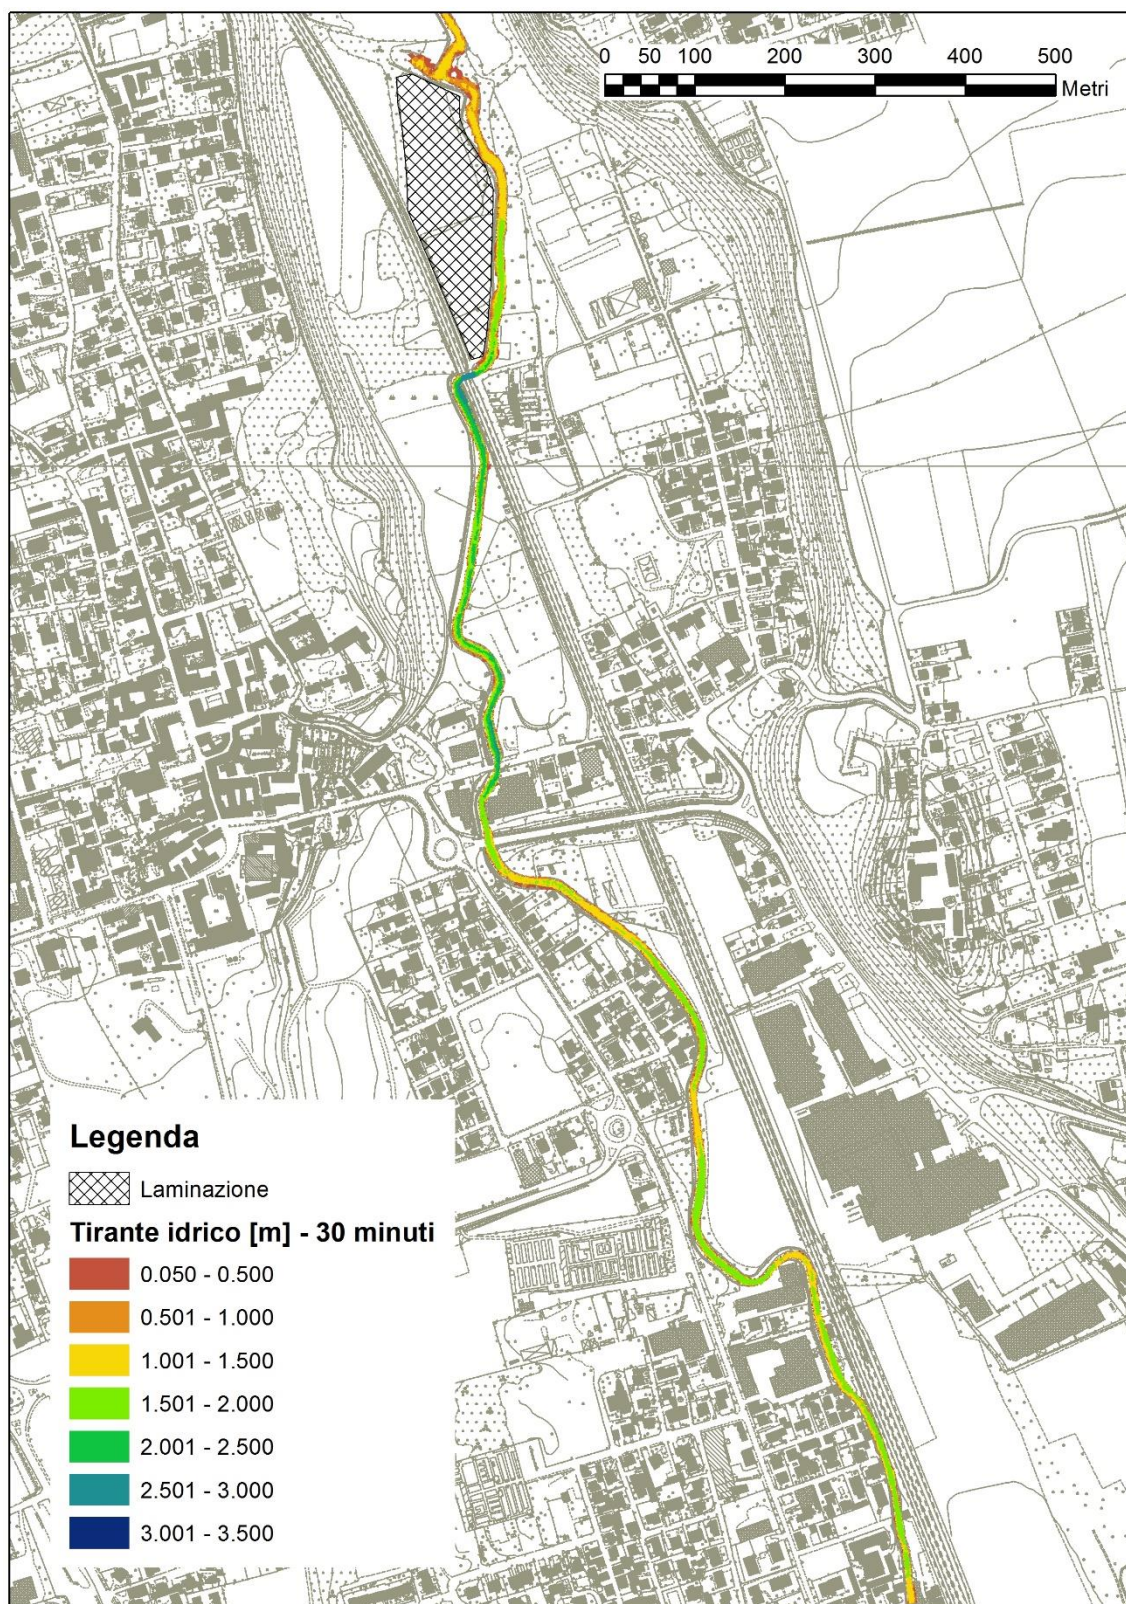 0 50 100 200 300 400 500
Metri
Legenda
Laminazione
Tirante idrico [m] - 30 minuti
0.050 - 0.500
0.501 - 1.000
1.001 - 1.500
1.501 - 2.000
2.001 - 2.500
2.501 - 3.000
3.001 - 3.500